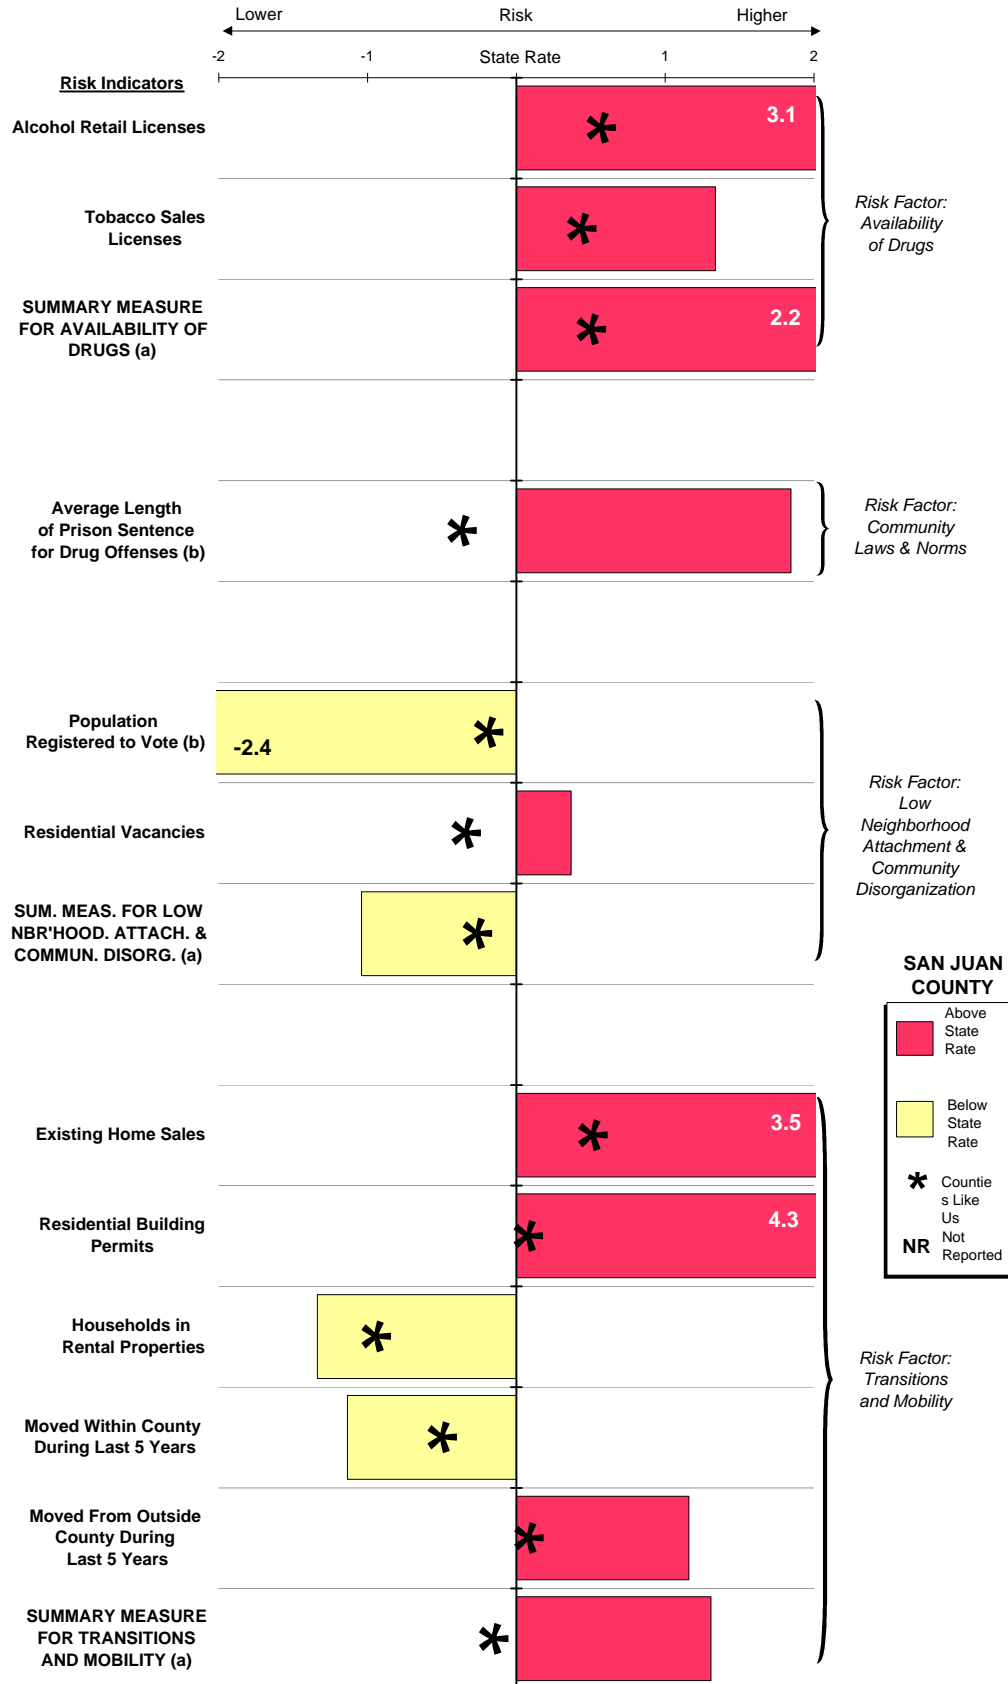 Lower Risk Higher
-2 -1 State Rate 1 2
Risk Indicators
Alcohol Retail Licenses
3.1
Tobacco Sales
Licenses
Risk Factor:
Availability
of Drugs
SUMMARY MEASURE
FOR AVAILABILITY OF
DRUGS (a)
2.2
Average Length
of Prison Sentence
for Drug Offenses (b)
Risk Factor:
Community
Laws & Norms
Population
Registered to Vote (b)
-2.4
Residential Vacancies
Risk Factor:
Low
Neighborhood
Attachment &
Community
Disorganization
SUM. MEAS. FOR LOW
NBR'HOOD. ATTACH. &
COMMUN. DISORG. (a)
SAN JUAN
COUNTY
Above
State
Rate
Below
State
Rate
* Countie
s Like
Us
NR Not
Reported
Existing Home Sales
3.5
Residential Building
Permits
4.3
Households in
Rental Properties
Risk Factor:
Transitions
and Mobility
Moved Within County
During Last 5 Years
Moved From Outside
County During
Last 5 Years
SUMMARY MEASURE
FOR TRANSITIONS
AND MOBILITY (a)